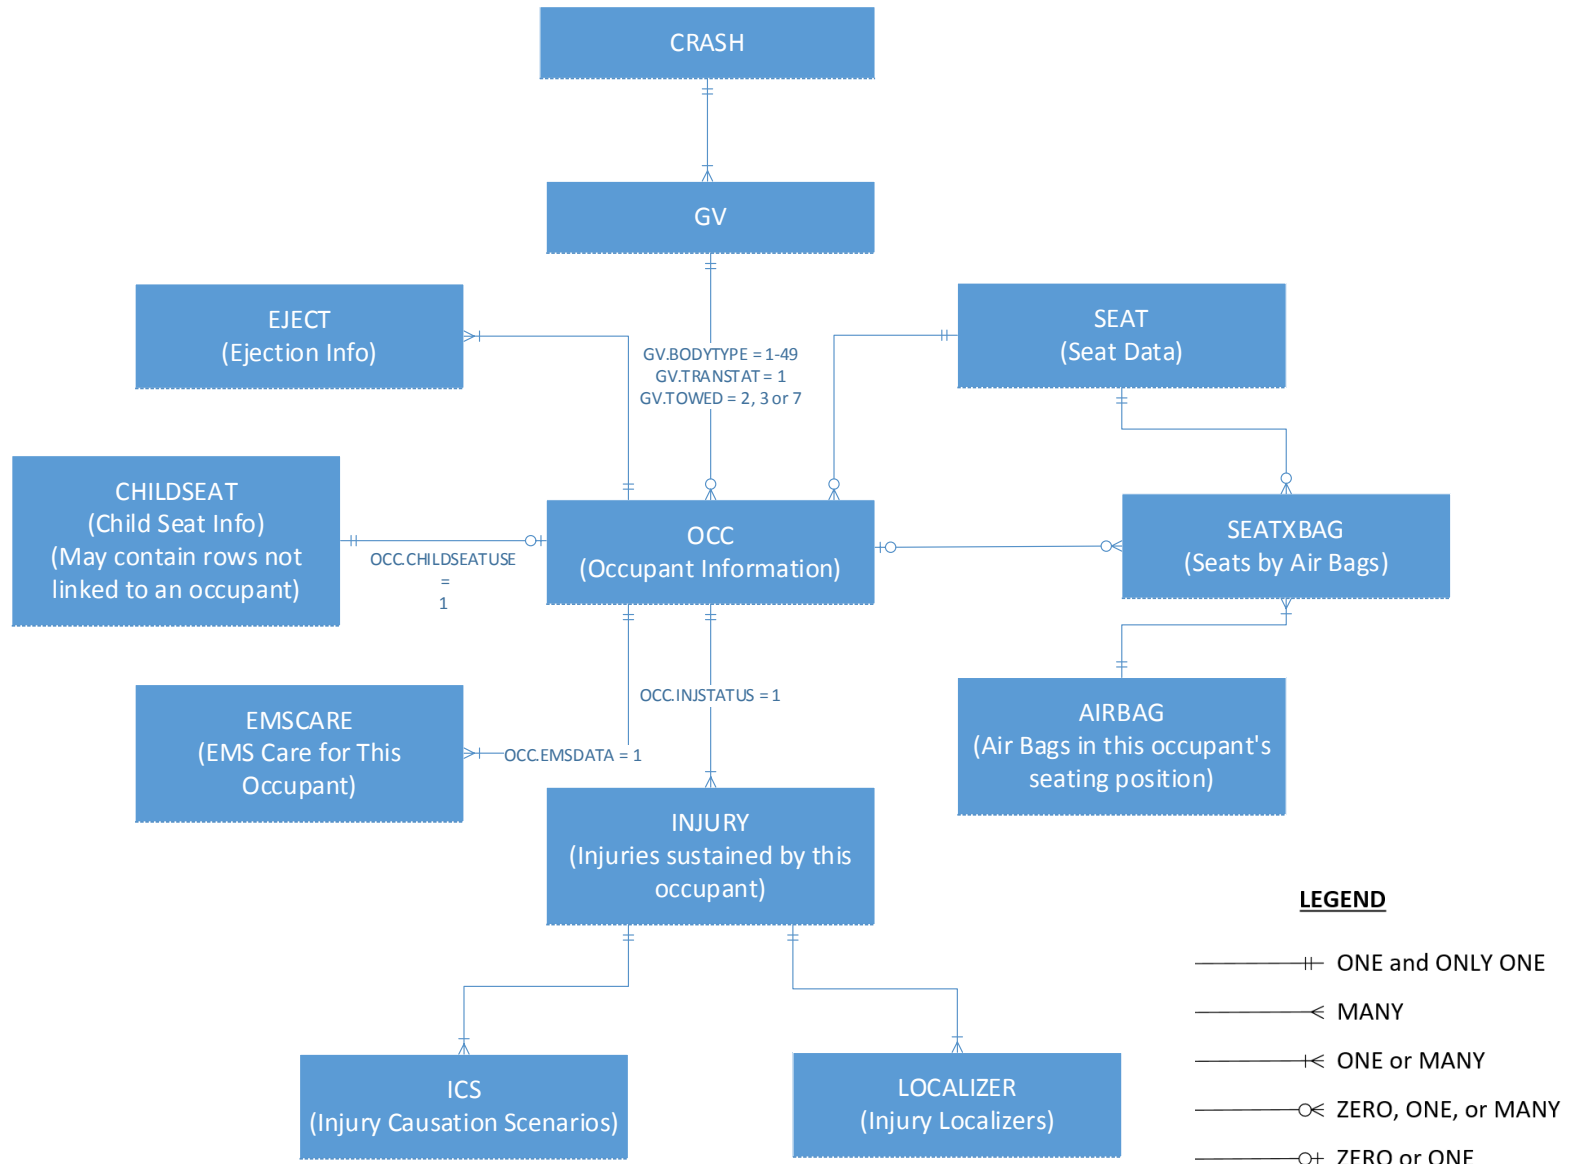 CRASH
GV
EJECT
(Ejection Info)
GV.BODYTYPE = 1-49
GV.TRANSTAT = 1
GV.TOWED = 2, 3 or 7
SEAT
(Seat Data)
CHILDSEAT
(Child Seat Info)
(May contain rows not
linked to an occupant)
OCC.CHILDSEATUSE
=
1
OCC
(Occupant Information)
SEATXBAG
(Seats by Air Bags)
EMSCARE
(EMS Care for This
Occupant)
OCC.EMSDATA = 1
OCC.INJSTATUS = 1
AIRBAG
(Air Bags in this occupant's
seating position)
INJURY
(Injuries sustained by this
occupant)
ICS
(Injury Causation Scenarios)
LOCALIZER
(Injury Localizers)
LEGEND
ONE and ONLY ONE
MANY
ONE or MANY
ZERO, ONE, or MANY
ZERO or ONE